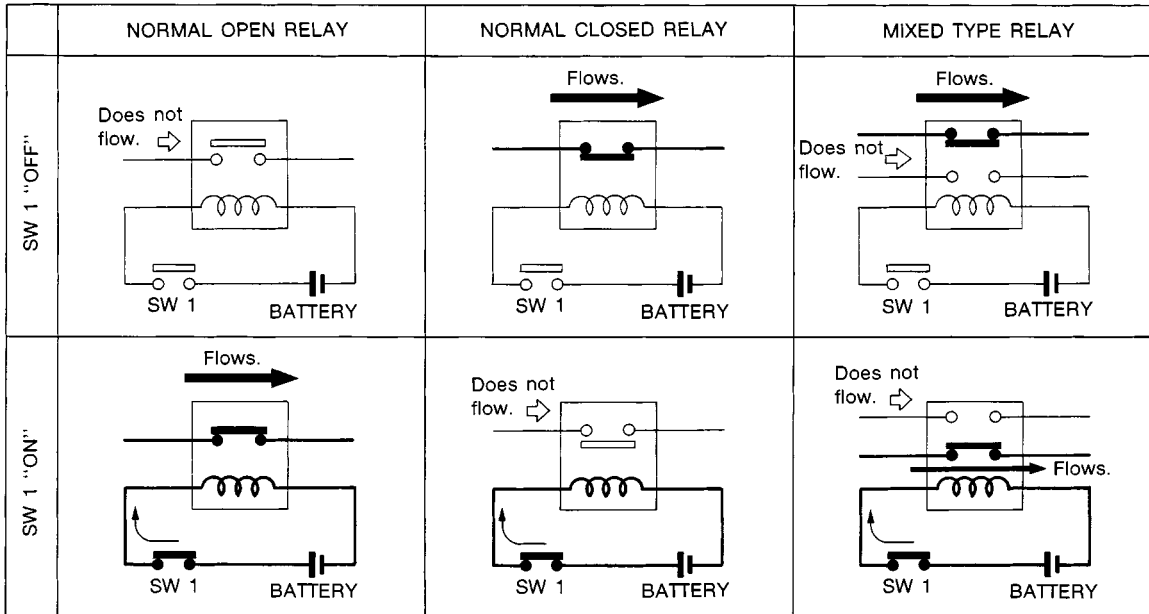 NORMAL OPEN RELAY
NORMAL CLOSED RELAY
MIXED TYPE RELAY
SW 1 "OFF"
Does not
flow.
SW 1
BATTERY
Flows.
SW 1
BATTERY
Flows.
Does not
flow.
SW 1
BATTERY
SW 1 "ON"
Flows.
SW 1
BATTERY
Does not
flow.
SW 1
BATTERY
Does not
flow.
Flows.
SW 1
BATTERY